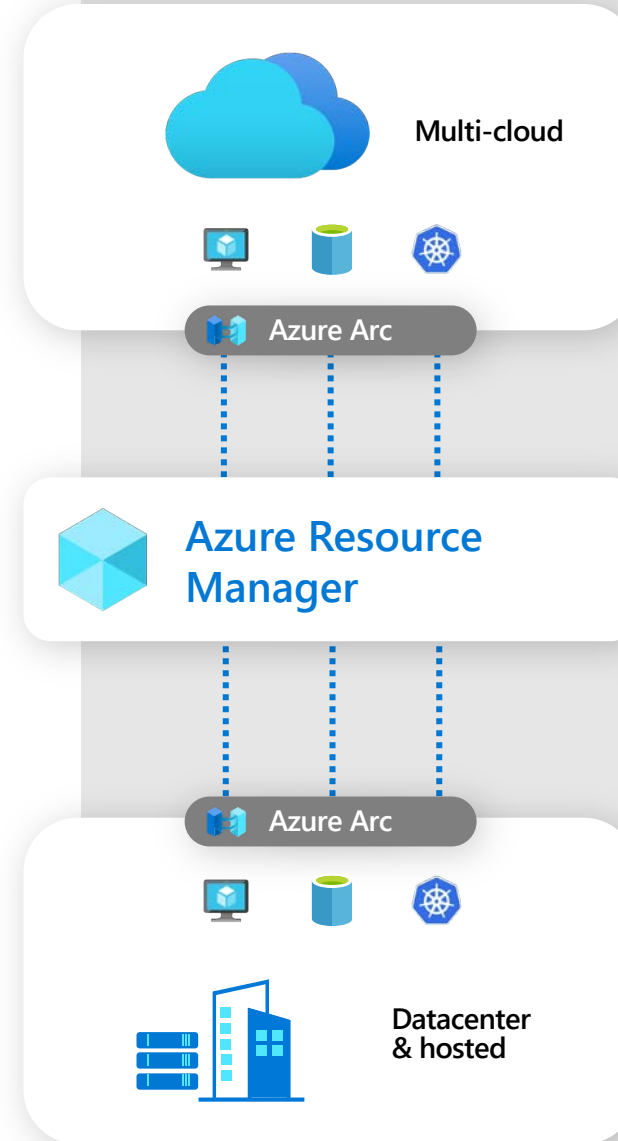 Multi-cloud
Azure Arc
Azure Resource
Manager
Azure Arc
Datacenter
& hosted